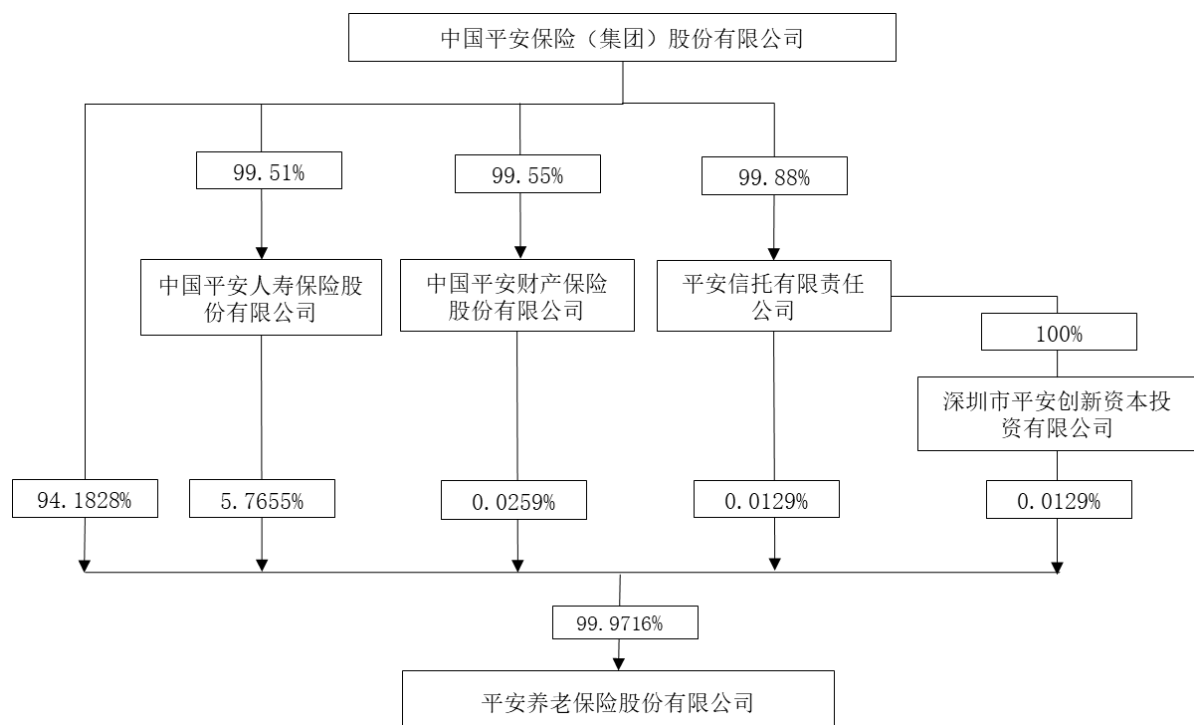 中国平安保险（集团）股份有限公司
99.51%
99.55%
99.88%
中国平安人寿保险股
份有限公司
中国平安财产保险
股份有限公司
平安信托有限责任
公司
100%
深圳市平安创新资本投
资有限公司
94.1828%
5.7655%
0.0259%
0.0129%
0.0129%
99.9716%
平安养老保险股份有限公司